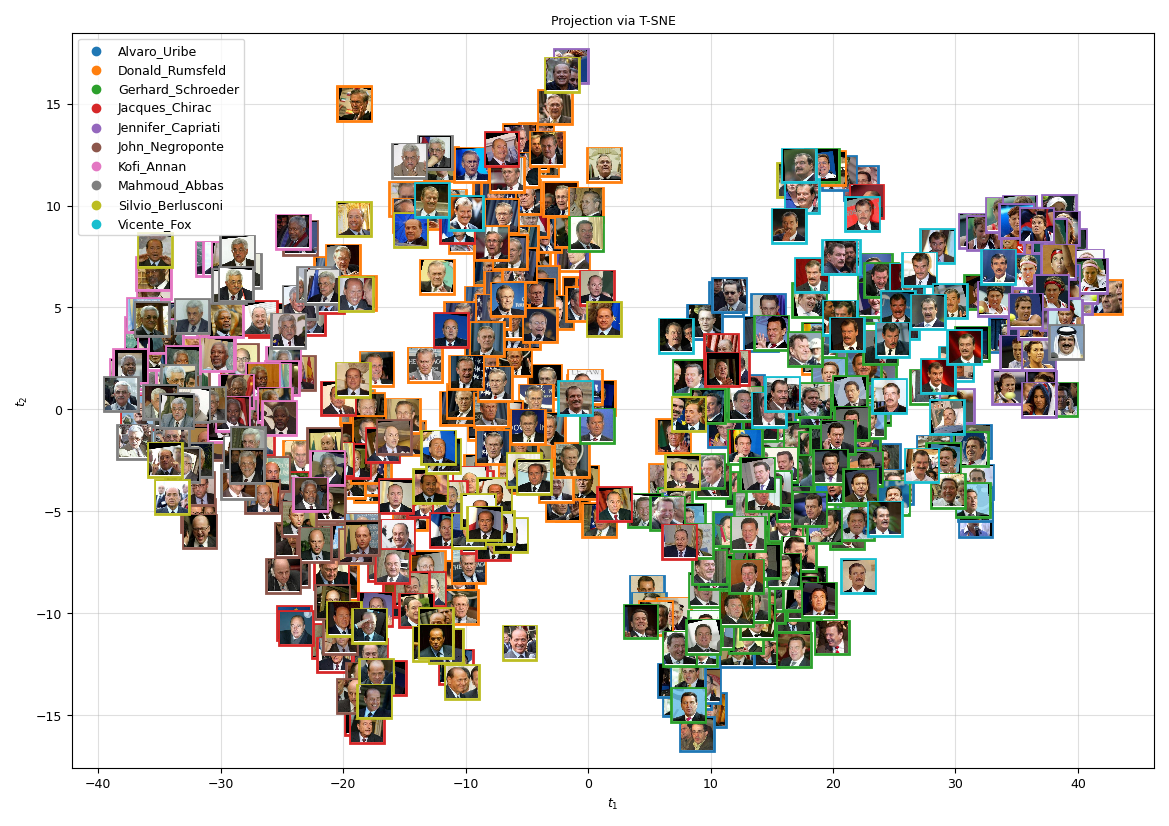 Projection via T-SNE
Alvaro_Uribe
Donald_Rumsfeld
Gerhard_Schroeder
Jacques_Chirac
Jennifer_Capriati
John_Negroponte
Kofi_Annan
Mahmoud_Abbas
Silvio_Berlusconi
Vicente_Fox
15
10
5
0
−5
−10
−15
t₂
−40 −30 −20 −10 0 10 20 30 40
t₁